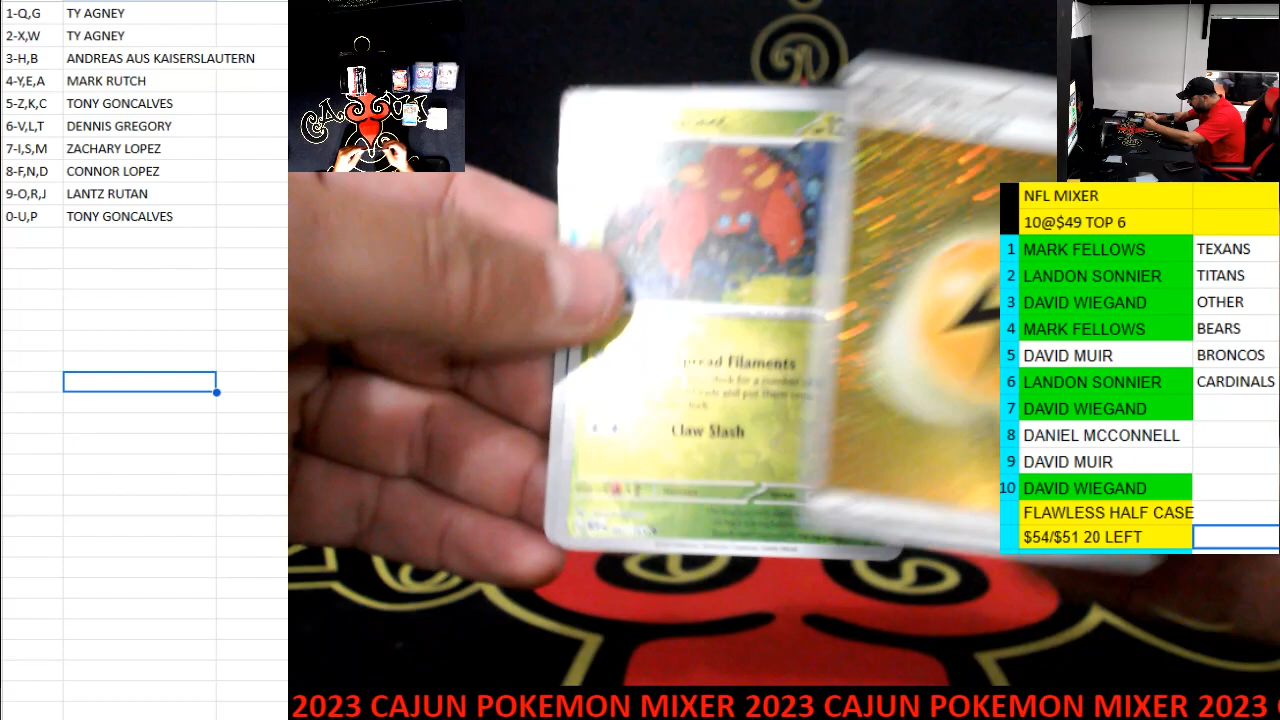 1-Q,G TY AGNEY
2-X,W TY AGNEY
3-H,B ANDREAS AUS KAISERSLAUTERN
4-Y,E,A MARK RUTCH
5-Z,K,C TONY GONCALVES
6-V,L,T DENNIS GREGORY
7-I,S,M ZACHARY LOPEZ
8-F,N,D CONNOR LOPEZ
9-O,R,J LANTZ RUTAN
0-U,P TONY GONCALVES
Filaments
Claw Slash
NFL MIXER
10@$49 TOP 6
1 MARK FELLOWS TEXANS
2 LANDON SONNIER TITANS
3 DAVID WIEGAND OTHER
4 MARK FELLOWS BEARS
5 DAVID MUIR BRONCOS
6 LANDON SONNIER CARDINALS
7 DAVID WIEGAND
8 DANIEL MCCONNELL
9 DAVID MUIR
10 DAVID WIEGAND
FLAWLESS HALF CASE
$54/$51 20 LEFT
2023 CAJUN POKEMON MIXER 2023 CAJUN POKEMON MIXER 2023